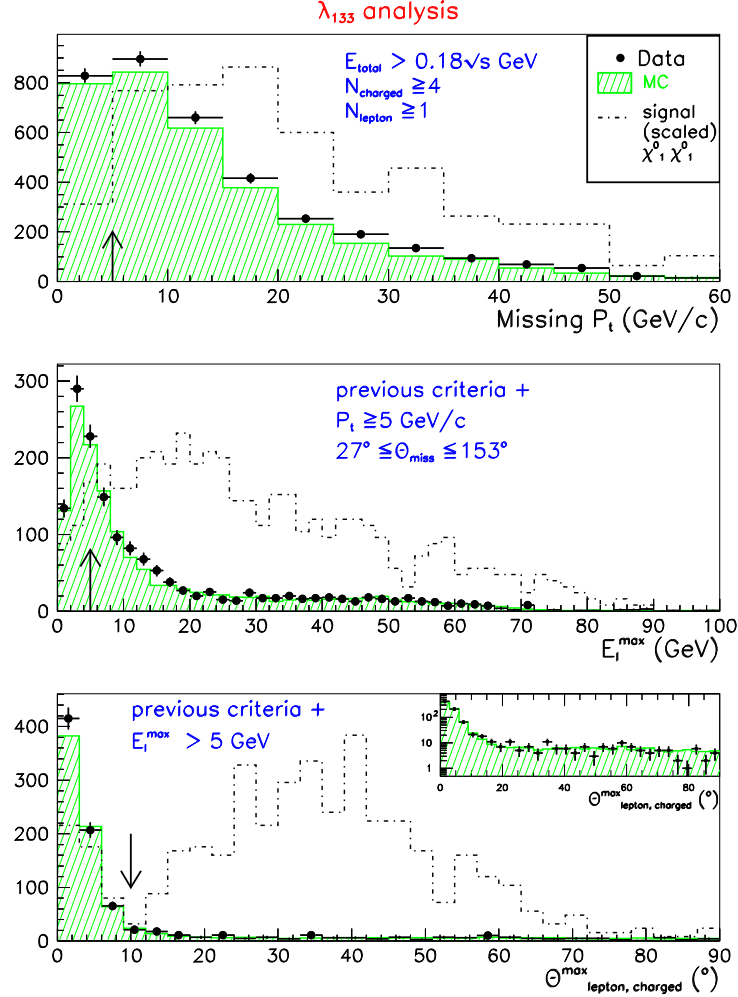 λ₁₃₃ analysis
E_total > 0.18√s GeV
N_charged ≧4
N_lepton ≧1
Data
MC
signal
(scaled)
χ⁰₁ χ⁰₁
800
600
400
200
0
0 10 20 30 40 50 60
Missing P_t (GeV/c)
previous criteria +
P_t ≧5 GeV/c
27° ≦Θ_miss ≦153°
300
200
100
0
0 10 20 30 40 50 60 70 80 90 100
E_l^max (GeV)
previous criteria +
E_l^max > 5 GeV
400
300
200
100
0
0 10 20 30 40 50 60 70 80 90
Θ^max_lepton, charged (°)
10²
10
1
0 20 40 60 80
Θ^max_lepton, charged (°)